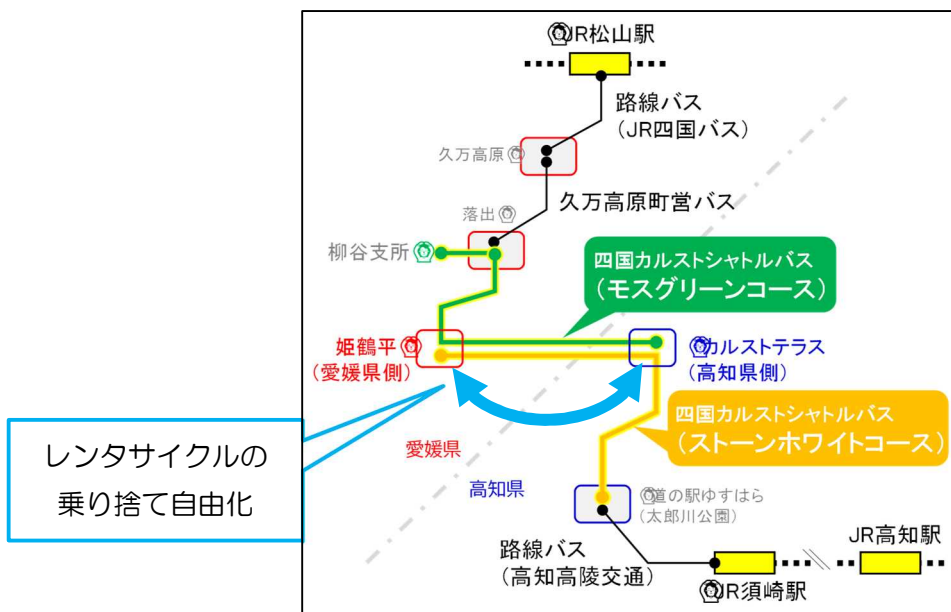 JR松山駅
路線バス
(JR四国バス)
久万高原
久万高原町営バス
落出
柳谷支所
四国カルストシャトルバス
(モスグリーンコース)
姫鶴平
(愛媛県側)
カルストテラス
(高知県側)
四国カルストシャトルバス
(ストーンホワイトコース)
レンタサイクルの
乗り捨て自由化
愛媛県
高知県
道の駅ゆすはら
(太郎川公園)
路線バス
(高知高陵交通)
JR高知駅
JR須崎駅